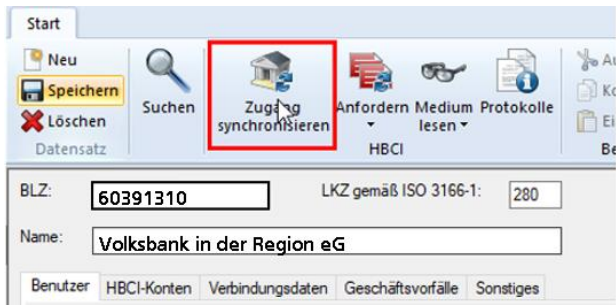 Start
Neu
Speichern
Löschen
Suchen
Zugang
synchronisieren
Anfordern
Medium
lesen
Protokolle
Datensatz
HBCI
BLZ: 60391310 LKZ gemäß ISO 3166-1: 280
Name: Volksbank in der Region eG
Benutzer HBCI-Konten Verbindungsdaten Geschäftsvorfälle Sonstiges